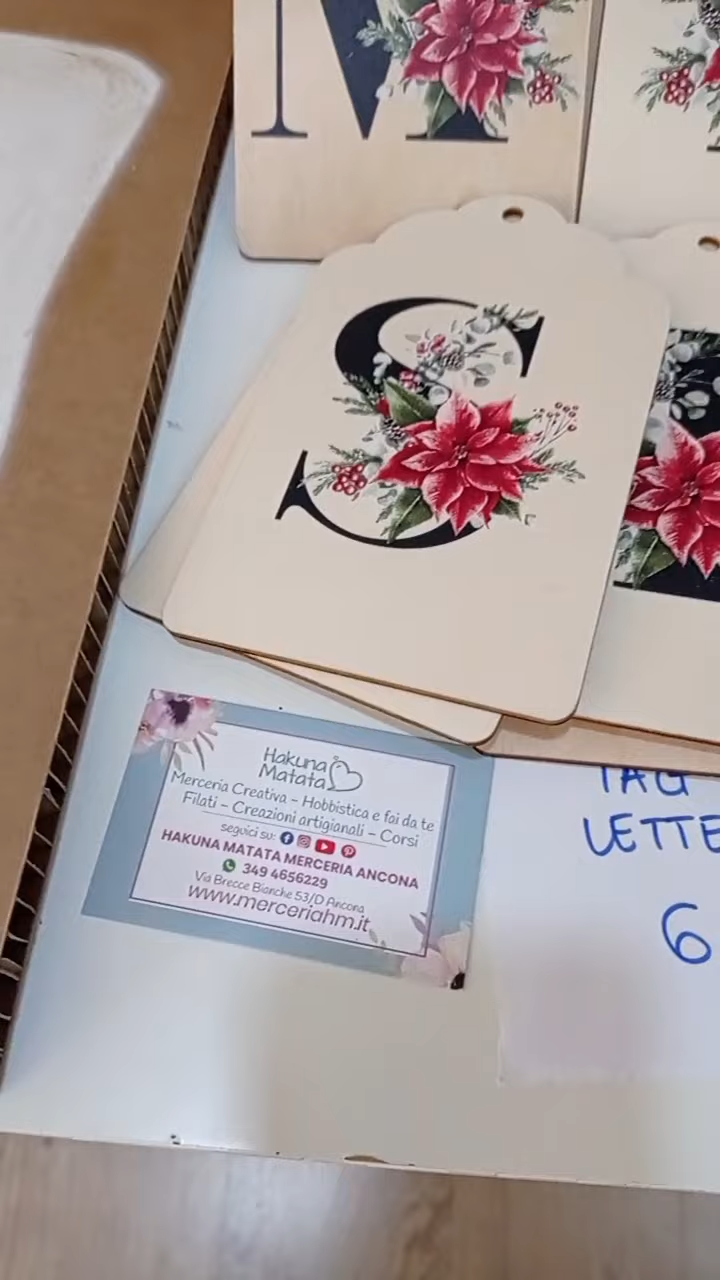 M
S
Hakuna
Matata
Merceria Creativa - Hobbistica e fai da te
Filati - Creazioni artigianali - Corsi
seguici su:
HAKUNA MATATA MERCERIA ANCONA
349 4656229
Via Brecce Bianche 53/D Ancona
www.merceriahm.it
TAG
LETTE
6